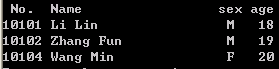 No. Name sex age
10101 Li Lin M 18
10102 Zhang Fun M 19
10104 Wang Min F 20